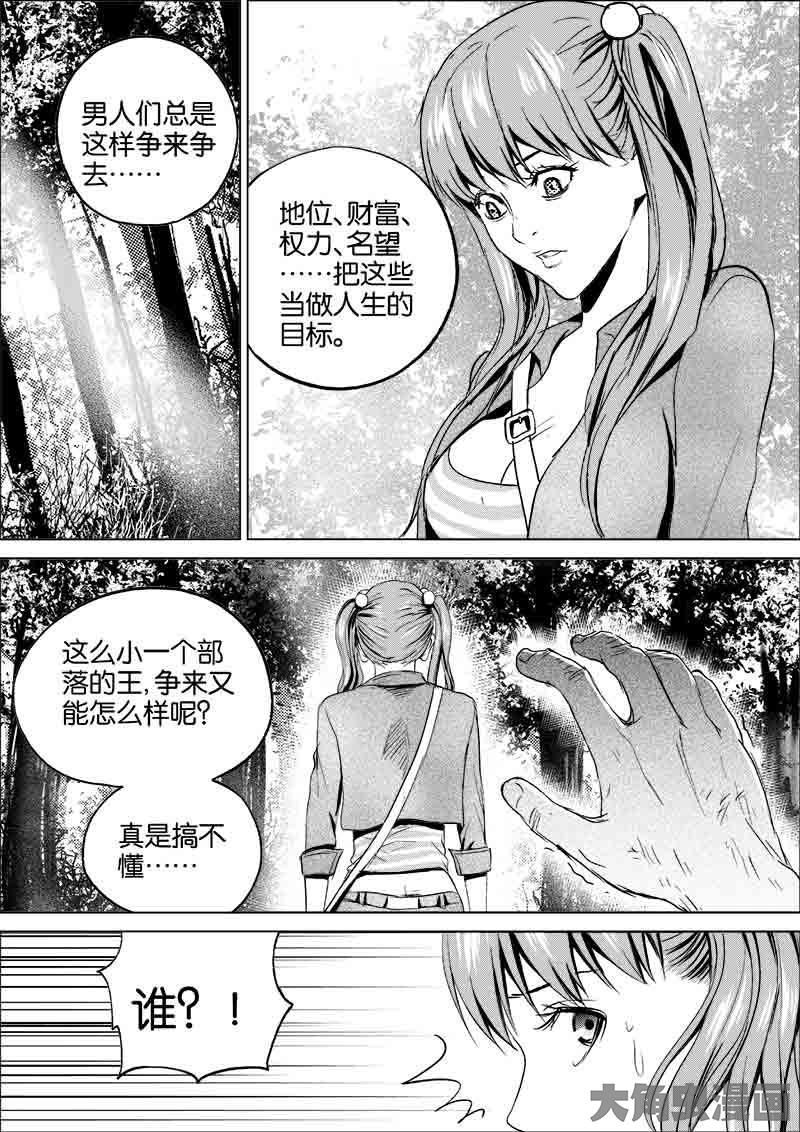 男人们总是
这样争来争
去……
地位、财富、
权力、名望
……把这些
当做人生的
目标。
这么小一个部
落的王,争来又
能怎么样呢?
真是搞不
懂……
谁?!
大角虫漫画